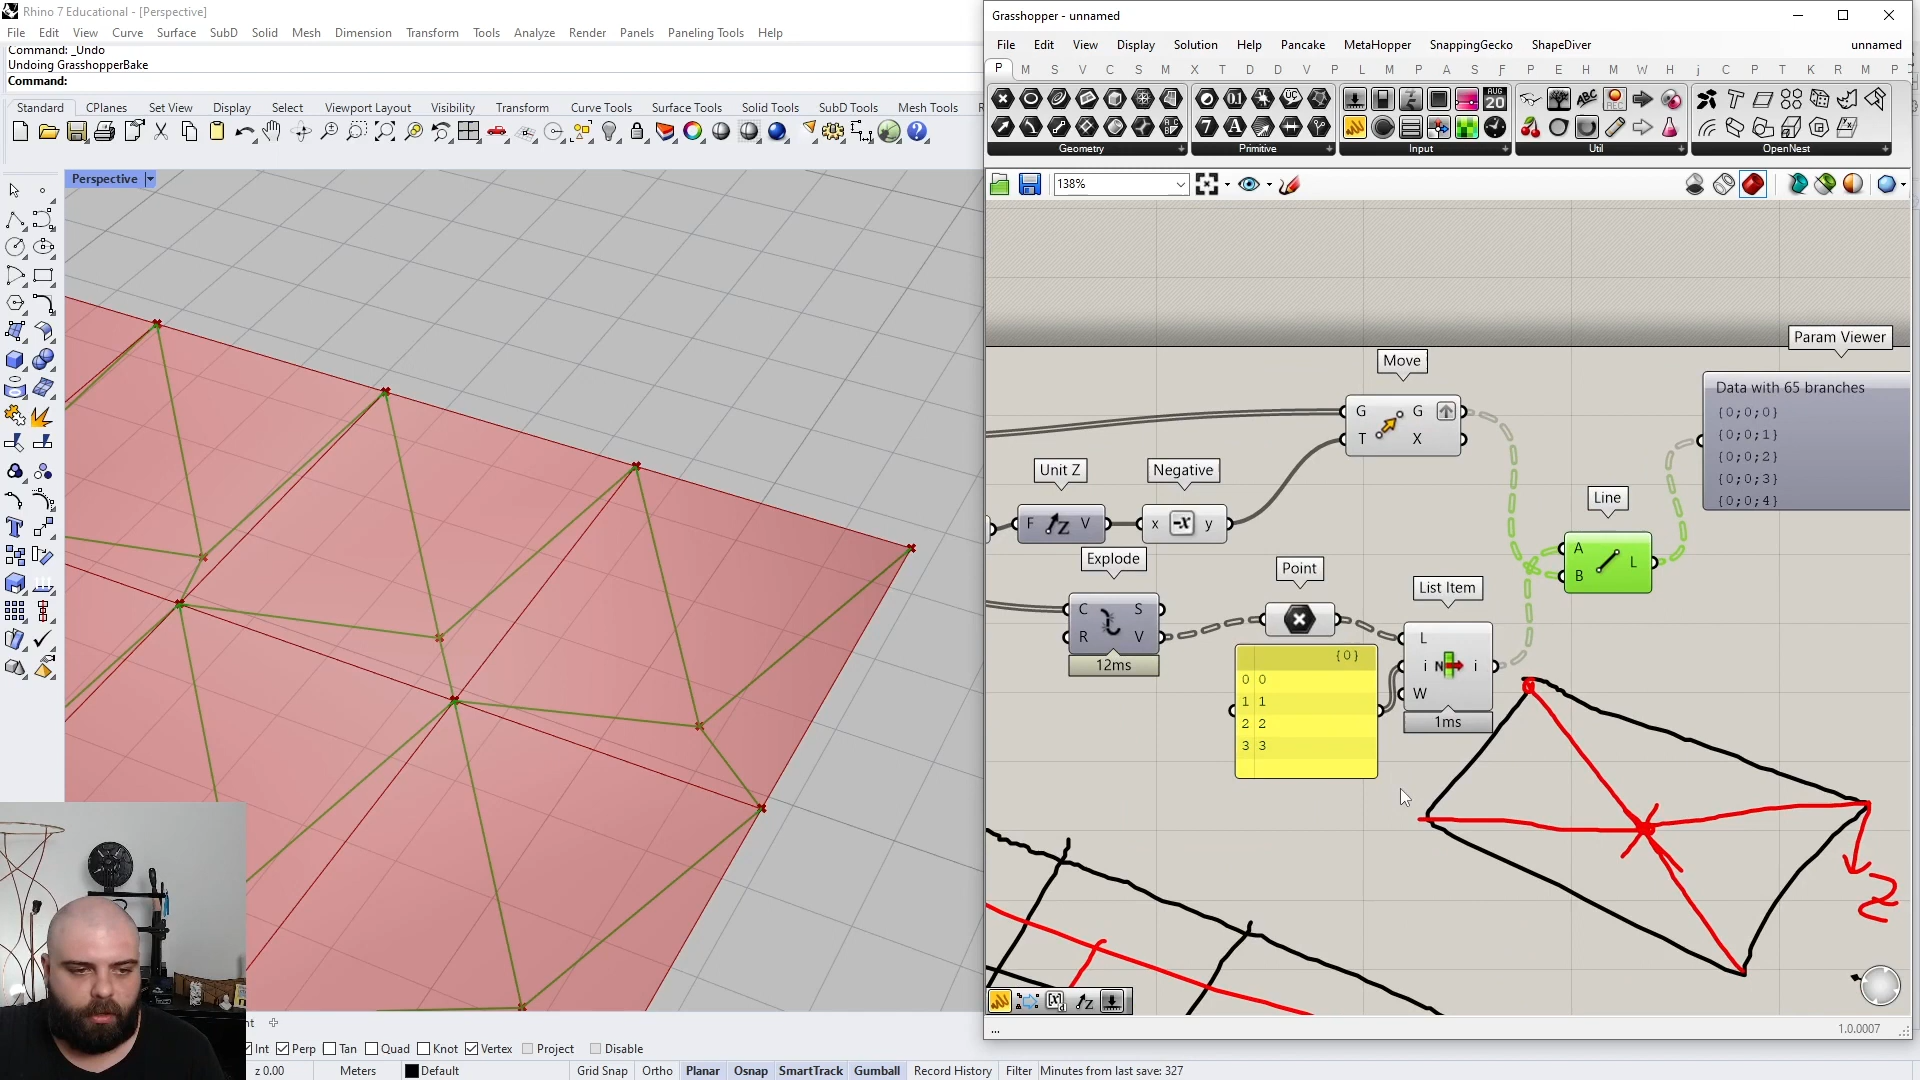 Rhino 7 Educational - [Perspective]
File Edit View Curve Surface SubD Solid Mesh Dimension Transform Tools Analyze Render Panels Paneling Tools Help
Command: _Undo
Undoing GrasshopperBake
Command:
Standard CPlanes Set View Display Select Viewport Layout Visibility Transform Curve Tools Surface Tools Solid Tools SubD Tools Mesh Tools
Perspective
Int Perp Tan Quad Knot Vertex Project Disable
z 0.00 Meters Default Grid Snap Ortho Planar Osnap SmartTrack Gumball Record History Filter Minutes from last save: 327
Grasshopper - unnamed
File Edit View Display Solution Help Pancake MetaHopper SnappingGecko ShapeDiver unnamed
P M S V C S M X T D D V P L M P A S F P E H M W H j C P T K R M P
Geometry Primitive Input Util OpenNest
138%
Param Viewer
Data with 65 branches
{0;0;0}
{0;0;1}
{0;0;2}
{0;0;3}
{0;0;4}
Move
G G
T X
Unit Z
F V
Negative
x -x y
Line
A
B
L
Explode
C S
R V
12ms
Point
{0}
0 0
1 1
2 2
3 3
List Item
L
i i
W
1ms
2
...
1.0.0007